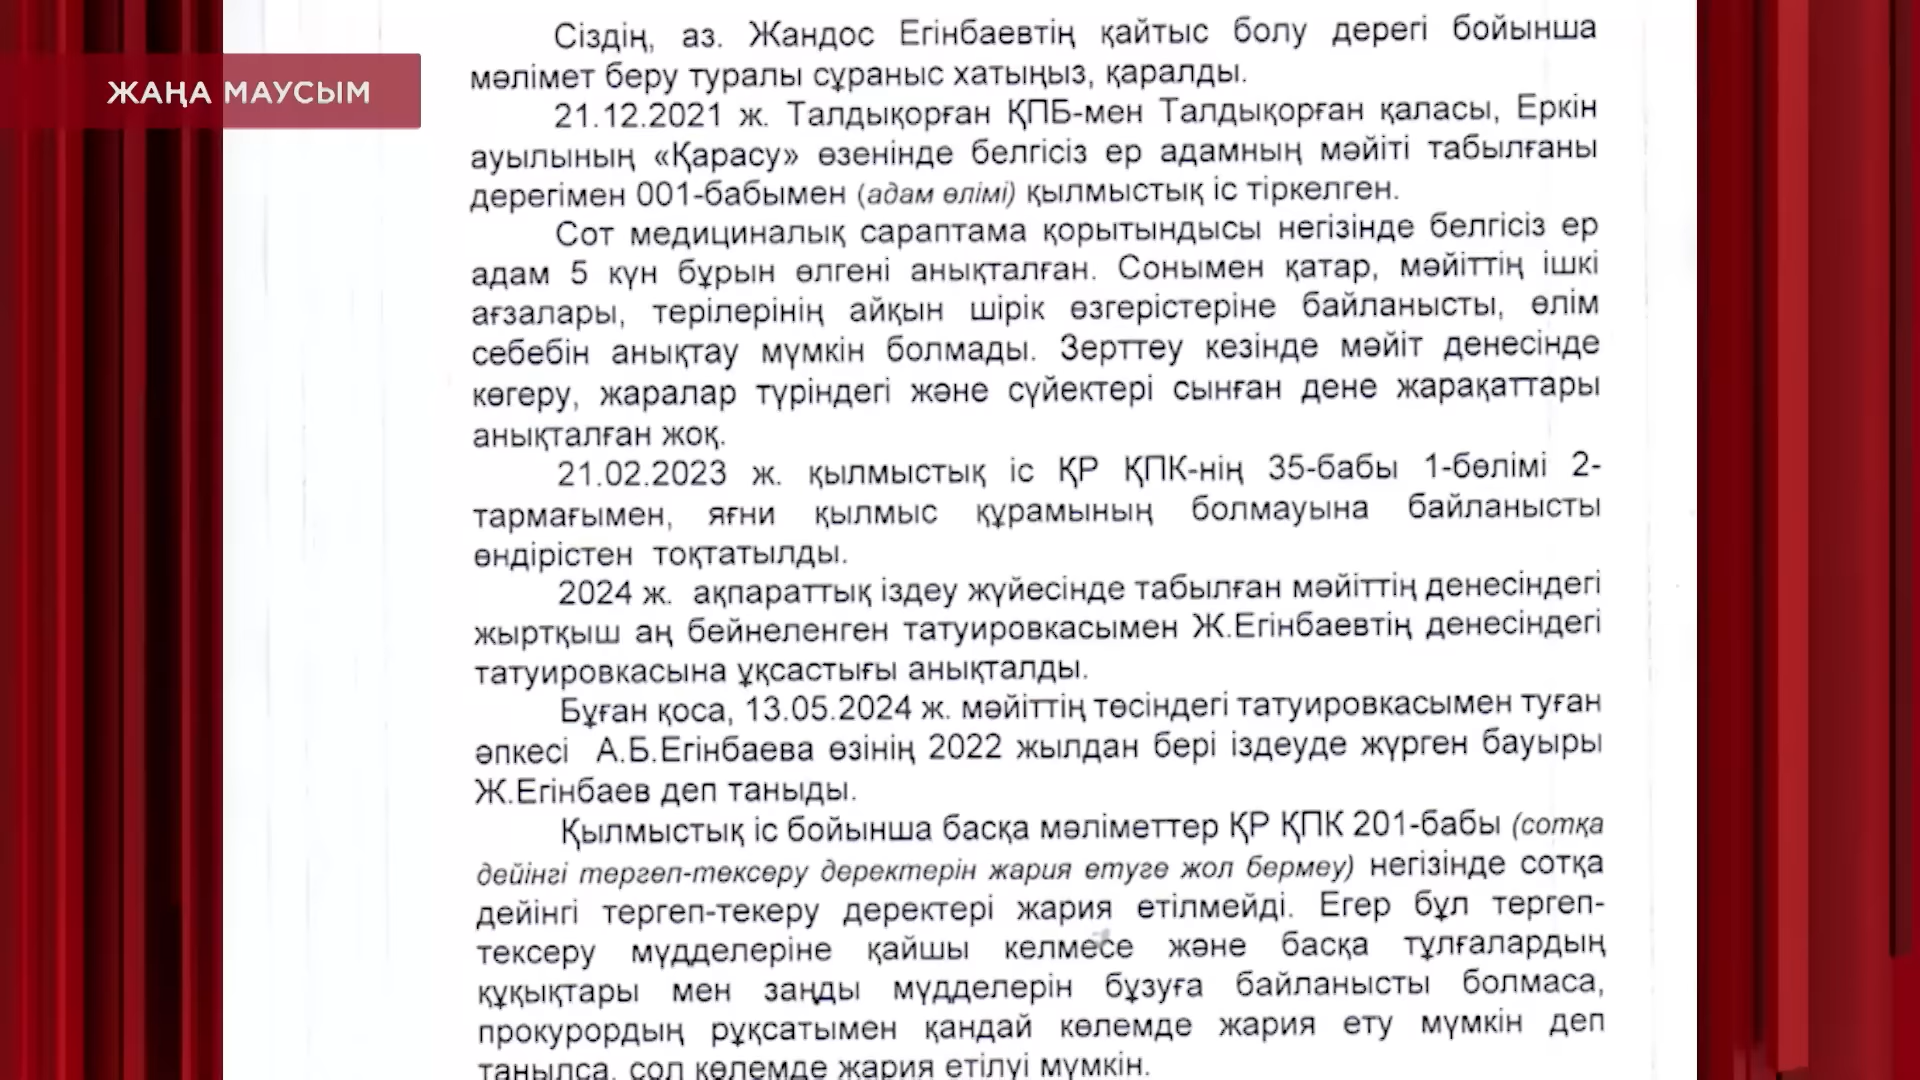 ЖАҢА МАУСЫМ
Сіздің, аз. Жандос Егінбаевтің қайтыс болу дерегі бойынша
мәлімет беру туралы сұраныс хатыңыз, қаралды.
21.12.2021 ж. Талдықорған ҚПБ-мен Талдықорған қаласы, Еркін
ауылының «Қарасу» өзенінде белгісіз ер адамның мәйіті табылғаны
дерегімен 001-бабымен (адам өлімі) қылмыстық іс тіркелген.
Сот медициналық сараптама қорытындысы негізінде белгісіз ер
адам 5 күн бұрын өлгені анықталған. Сонымен қатар, мәйіттің ішкі
ағзалары, терілерінің айқын шірік өзгерістеріне байланысты, өлім
себебін анықтау мүмкін болмады. Зерттеу кезінде мәйіт денесінде
көгеру, жаралар түріндегі және сүйектері сынған дене жарақаттары
анықталған жоқ.
21.02.2023 ж. қылмыстық іс ҚР ҚПК-нің 35-бабы 1-бөлімі 2-
тармағымен, яғни қылмыс құрамының болмауына байланысты
өндірістен тоқтатылды.
2024 ж. ақпараттық іздеу жүйесінде табылған мәйіттің денесіндегі
жыртқыш аң бейнеленген татуировкасымен Ж.Егінбаевтің денесіндегі
татуировкасына ұқсастығы анықталды.
Бұған қоса, 13.05.2024 ж. мәйіттің төсіндегі татуировкасымен туған
әпкесі А.Б.Егінбаева өзінің 2022 жылдан бері іздеуде жүрген бауыры
Ж.Егінбаев деп таныды.
Қылмыстық іс бойынша басқа мәліметтер ҚР ҚПК 201-бабы (сотқа
дейінгі тергеп-тексеру деректерін жария етуге жол бермеу) негізінде сотқа
дейінгі тергеп-текеру деректері жария етілмейді. Егер бұл тергеп-
тексеру мүдделеріне қайшы келмесе және басқа тұлғалардың
құқықтары мен заңды мүдделерін бұзуға байланысты болмаса,
прокурордың рұқсатымен қандай көлемде жария ету мүмкін деп
танылса, сол көлемде жария етілуі мүмкін.